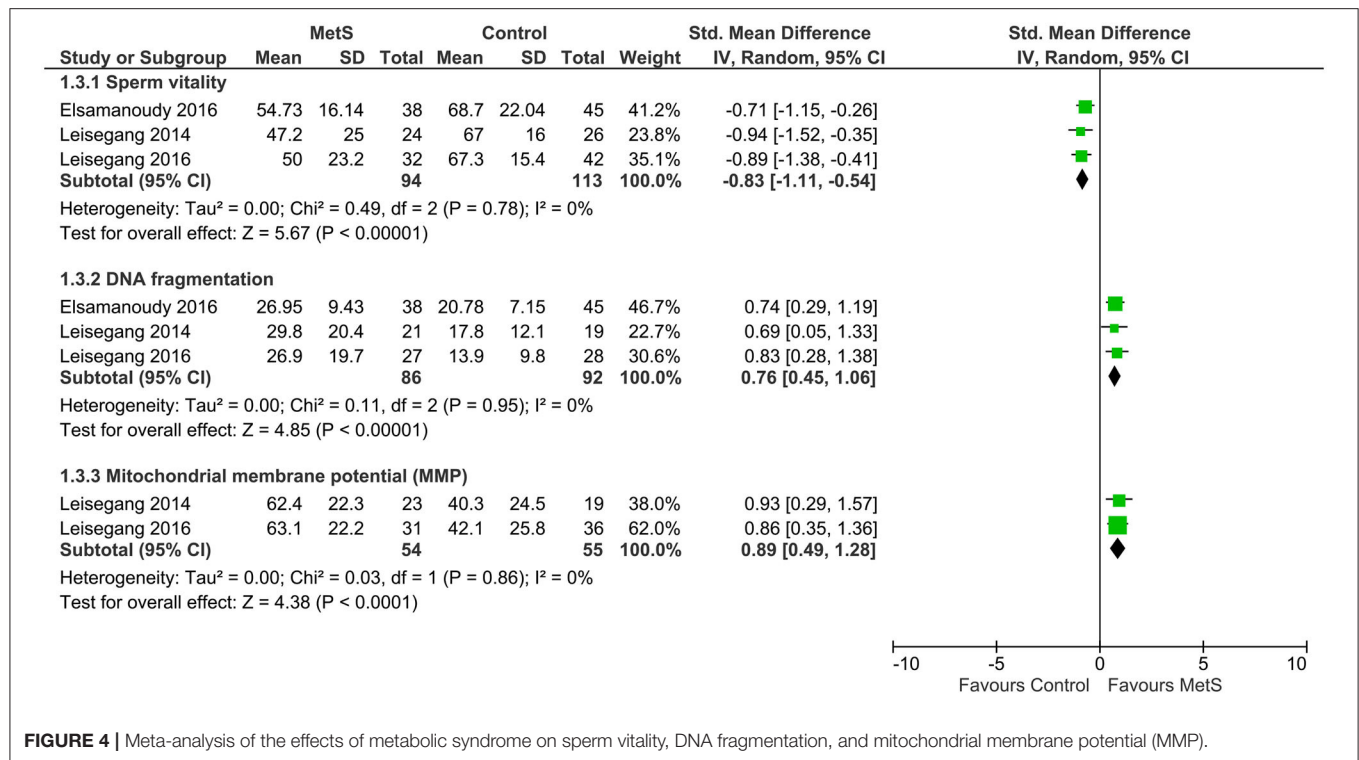 MetS Control Std. Mean Difference Std. Mean Difference
Study or Subgroup Mean SD Total Mean SD Total Weight IV, Random, 95% CI IV, Random, 95% CI
1.3.1 Sperm vitality
Elsamanoudy 2016 54.73 16.14 38 68.7 22.04 45 41.2% -0.71 [-1.15, -0.26]
Leisegang 2014 47.2 25 24 67 16 26 23.8% -0.94 [-1.52, -0.35]
Leisegang 2016 50 23.2 32 67.3 15.4 42 35.1% -0.89 [-1.38, -0.41]
Subtotal (95% CI) 94 113 100.0% -0.83 [-1.11, -0.54]
Heterogeneity: Tau² = 0.00; Chi² = 0.49, df = 2 (P = 0.78); I² = 0%
Test for overall effect: Z = 5.67 (P < 0.00001)
1.3.2 DNA fragmentation
Elsamanoudy 2016 26.95 9.43 38 20.78 7.15 45 46.7% 0.74 [0.29, 1.19]
Leisegang 2014 29.8 20.4 21 17.8 12.1 19 22.7% 0.69 [0.05, 1.33]
Leisegang 2016 26.9 19.7 27 13.9 9.8 28 30.6% 0.83 [0.28, 1.38]
Subtotal (95% CI) 86 92 100.0% 0.76 [0.45, 1.06]
Heterogeneity: Tau² = 0.00; Chi² = 0.11, df = 2 (P = 0.95); I² = 0%
Test for overall effect: Z = 4.85 (P < 0.00001)
1.3.3 Mitochondrial membrane potential (MMP)
Leisegang 2014 62.4 22.3 23 40.3 24.5 19 38.0% 0.93 [0.29, 1.57]
Leisegang 2016 63.1 22.2 31 42.1 25.8 36 62.0% 0.86 [0.35, 1.36]
Subtotal (95% CI) 54 55 100.0% 0.89 [0.49, 1.28]
Heterogeneity: Tau² = 0.00; Chi² = 0.03, df = 1 (P = 0.86); I² = 0%
Test for overall effect: Z = 4.38 (P < 0.0001)
-10 -5 0 5 10
Favours Control Favours MetS
FIGURE 4 | Meta-analysis of the effects of metabolic syndrome on sperm vitality, DNA fragmentation, and mitochondrial membrane potential (MMP).